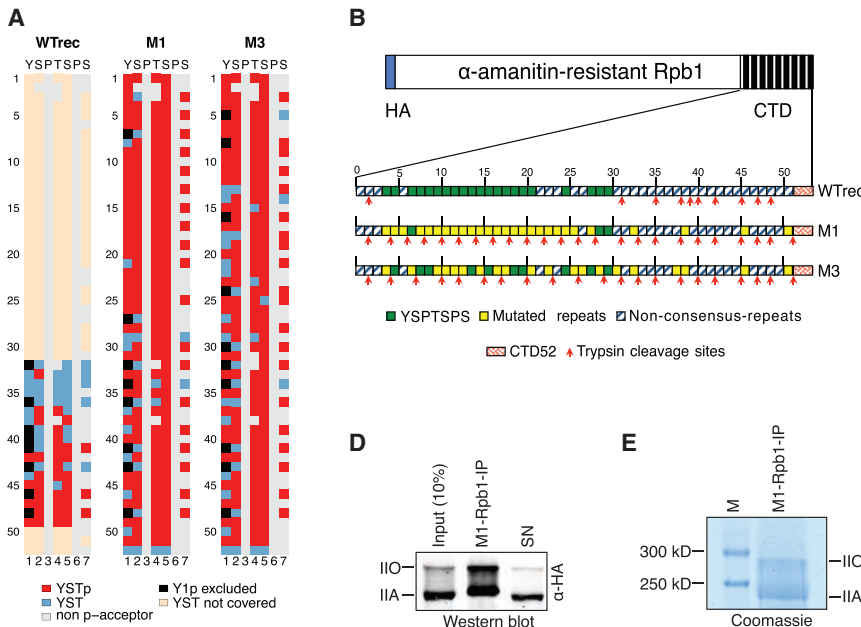 A
WTrec
M1
M3
YSPTSPS
YSPTSPS
YSPTSPS
1
5
10
15
20
25
30
35
40
45
50
1
5
10
15
20
25
30
35
40
45
50
1
5
10
15
20
25
30
35
40
45
50
1 2 3 4 5 6 7
1 2 3 4 5 6 7
1 2 3 4 5 6 7
YSTp
YST
non p-acceptor
Y1p excluded
YST not covered
B
α-amanitin-resistant Rpb1
HA
CTD
0 5 10 15 20 25 30 35 40 45 50
WTrec
M1
M3
YSPTSPS
Mutated repeats
Non-consensus-repeats
CTD52
Trypsin cleavage sites
D
Input (10%)
M1-Rpb1-IP
SN
IIO
IIA
α-HA
Western blot
E
M
M1-Rpb1-IP
300 kD
250 kD
IIO
IIA
Coomassie